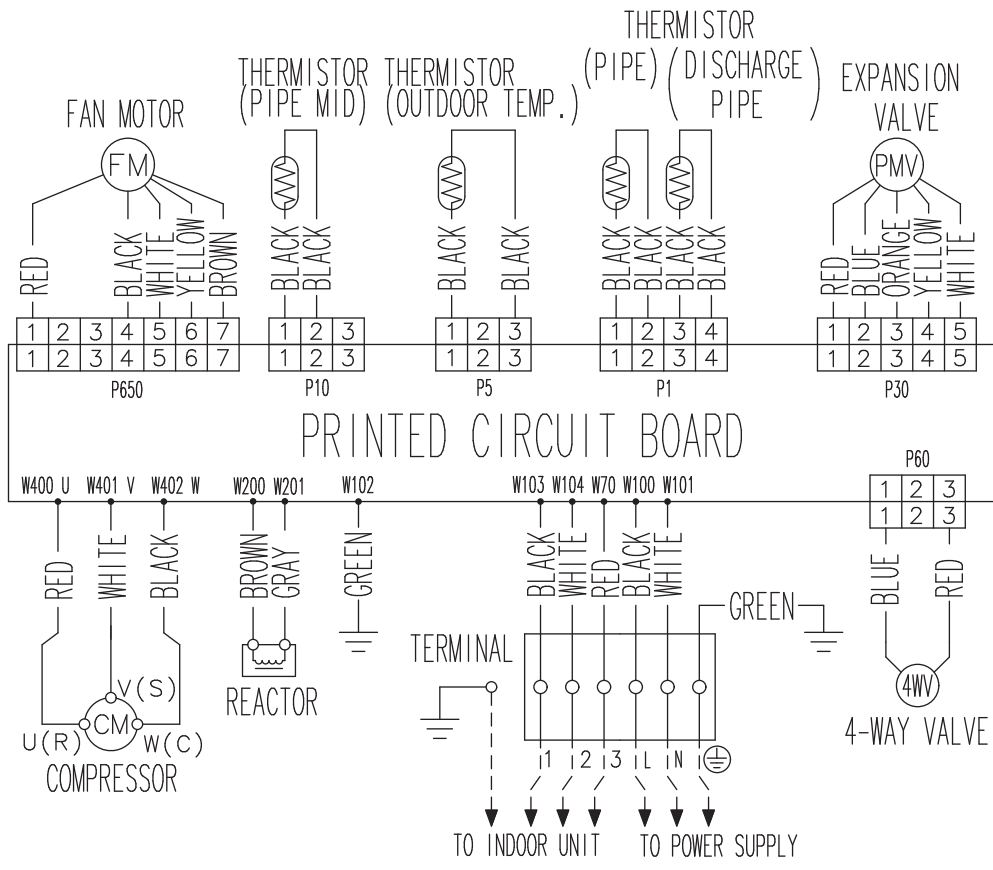 THERMISTOR
(PIPE) (DISCHARGE PIPE)
THERMISTOR (PIPE MID)
THERMISTOR (OUTDOOR TEMP.)
EXPANSION VALVE
FAN MOTOR
FM
PMV
RED BLACK WHITE YELLOW BROWN
BLACK BLACK
BLACK BLACK
BLACK BLACK BLACK BLACK
RED BLUE ORANGE YELLOW WHITE
1 2 3 4 5 6 7
1 2 3
1 2 3
1 2 3 4
1 2 3 4 5
1 2 3 4 5 6 7
1 2 3
1 2 3
1 2 3 4
1 2 3 4 5
P650 P10 P5 P1 P30
PRINTED CIRCUIT BOARD
P60
W400 U W401 V W402 W W200 W201 W102 W103 W104 W70 W100 W101
1 2 3
1 2 3
RED WHITE BLACK
BROWN GRAY
GREEN
BLACK WHITE RED BLACK WHITE
BLUE RED
GREEN
TERMINAL
REACTOR
V(S)
CM
U(R) W(C)
COMPRESSOR
4WV
4-WAY VALVE
1 2 3 L N
TO INDOOR UNIT TO POWER SUPPLY